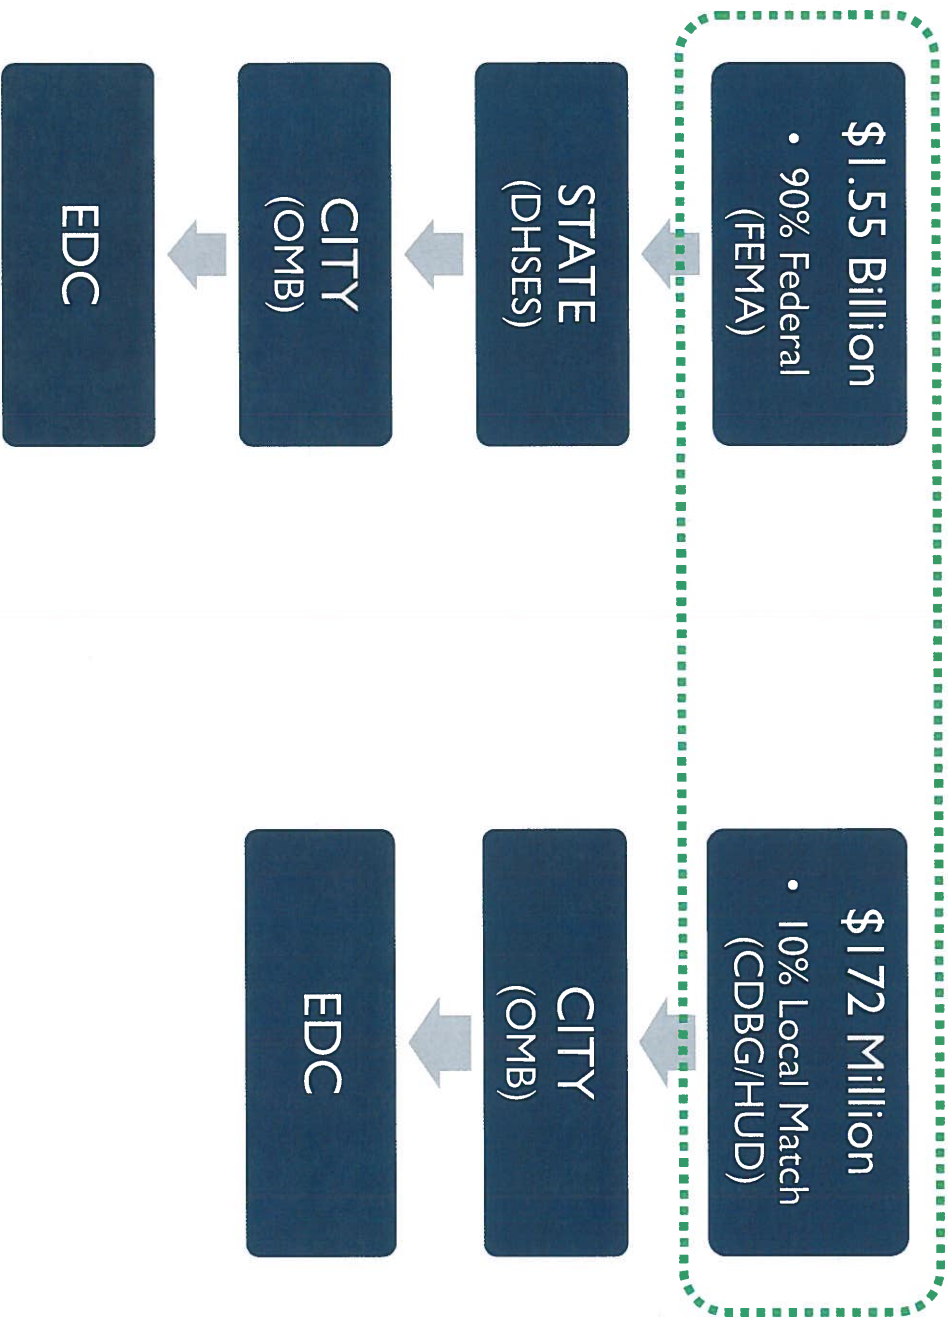 $1.55 Billion
• 90% Federal
(FEMA)
STATE
(DHSES)
CITY
(OMB)
EDC
$172 Million
• 10% Local Match
(CDBG/HUD)
CITY
(OMB)
EDC